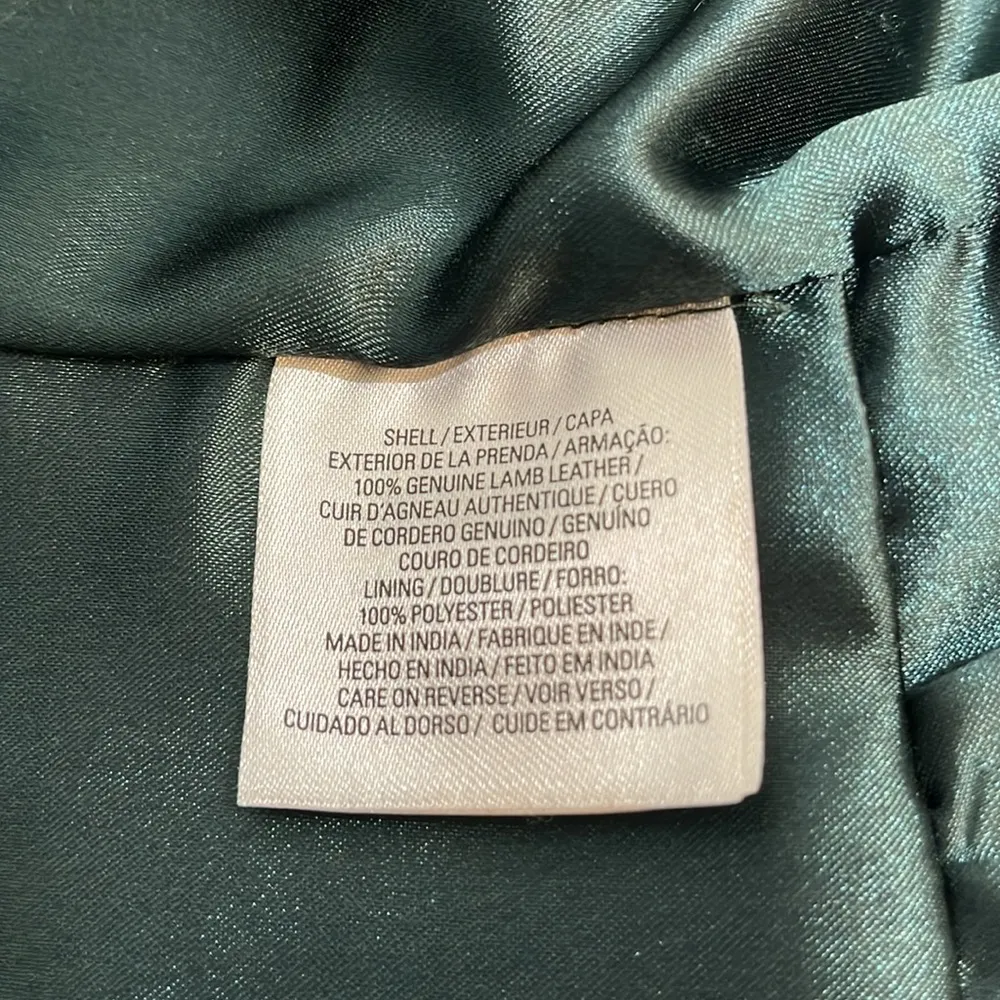 SHELL / EXTERIEUR / CAPA
EXTERIOR DE LA PRENDA / ARMAÇÃO:
100% GENUINE LAMB LEATHER /
CUIR D'AGNEAU AUTHENTIQUE / CUERO
DE CORDERO GENUINO / GENUÍNO
COURO DE CORDEIRO
LINING / DOUBLURE / FORRO:
100% POLYESTER / POLIESTER
MADE IN INDIA / FABRIQUE EN INDE /
HECHO EN INDIA / FEITO EM INDIA
CARE ON REVERSE / VOIR VERSO /
CUIDADO AL DORSO / CUIDE EM CONTRÁRIO